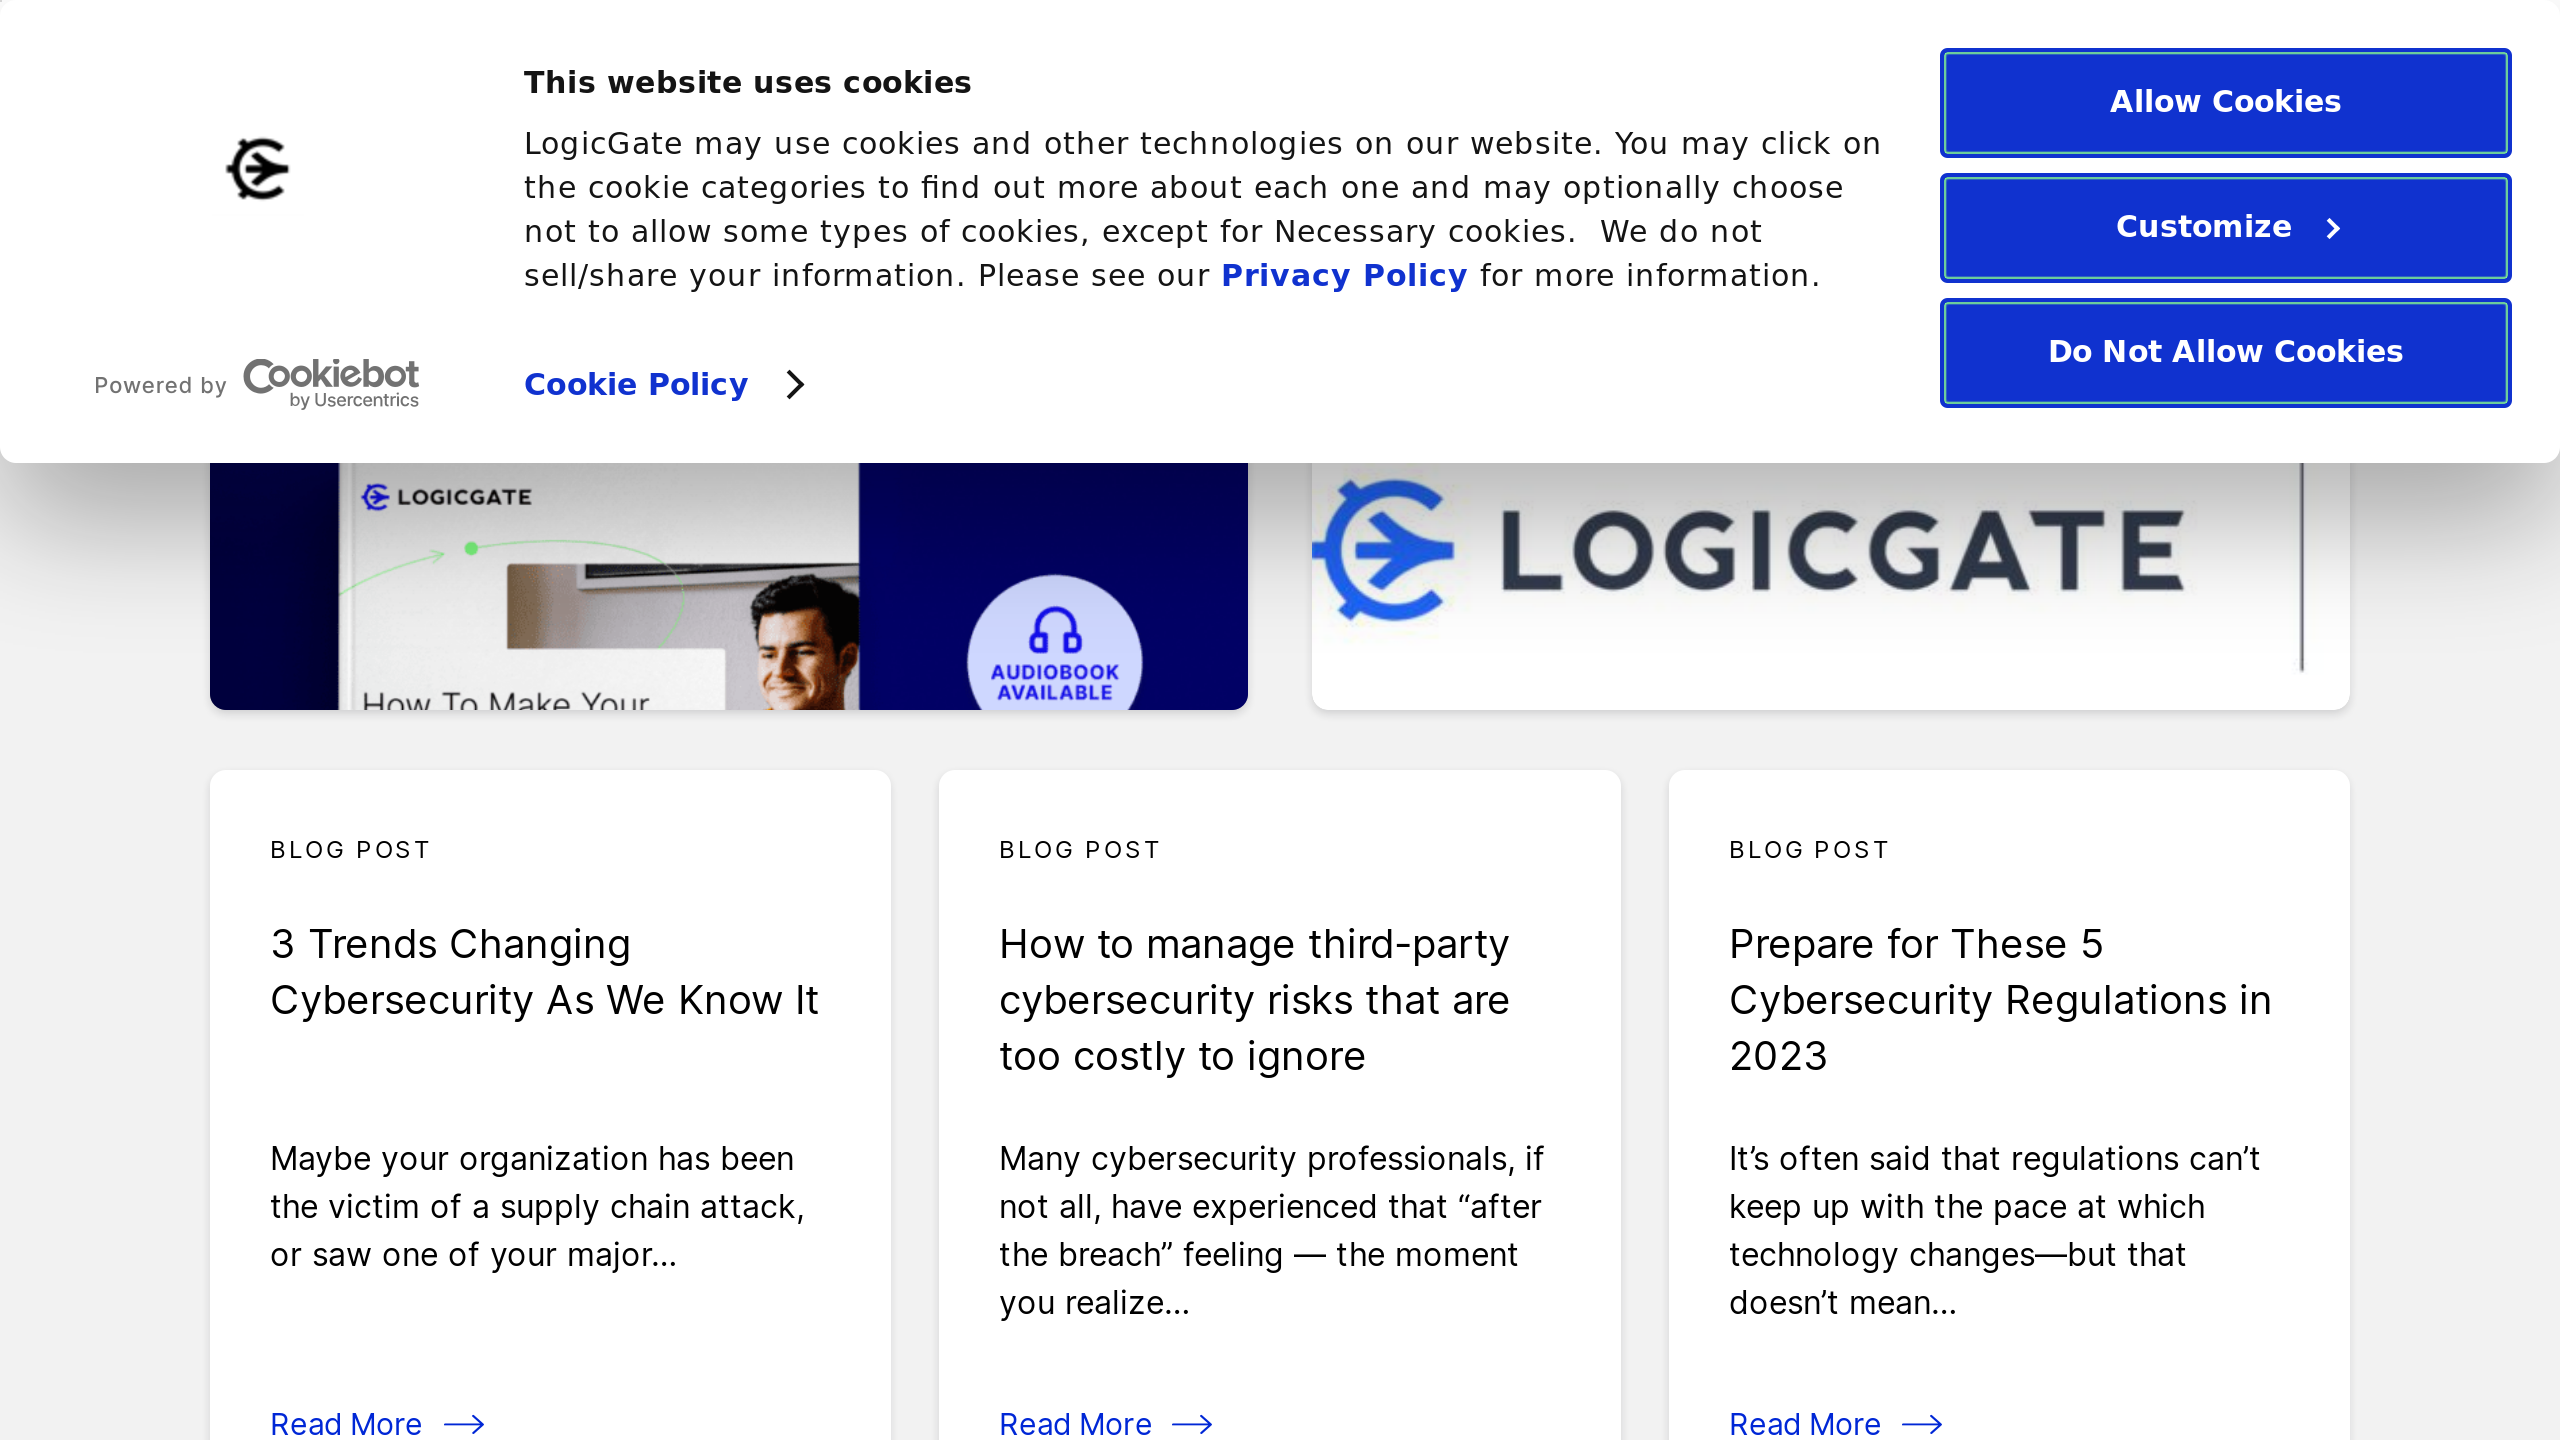 This website uses cookies
LogicGate may use cookies and other technologies on our website. You may click on
the cookie categories to find out more about each one and may optionally choose
not to allow some types of cookies, except for Necessary cookies.  We do not
sell/share your information. Please see our Privacy Policy for more information.
Powered by Cookiebot
by Usercentrics
Cookie Policy
Allow Cookies
Customize
Do Not Allow Cookies
LOGICGATE
How To Make Your
AUDIOBOOK
AVAILABLE
LOGICGATE
BLOG POST
3 Trends Changing
Cybersecurity As We Know It
Maybe your organization has been
the victim of a supply chain attack,
or saw one of your major...
Read More
BLOG POST
How to manage third-party
cybersecurity risks that are
too costly to ignore
Many cybersecurity professionals, if
not all, have experienced that “after
the breach” feeling — the moment
you realize...
Read More
BLOG POST
Prepare for These 5
Cybersecurity Regulations in
2023
It’s often said that regulations can’t
keep up with the pace at which
technology changes—but that
doesn’t mean...
Read More